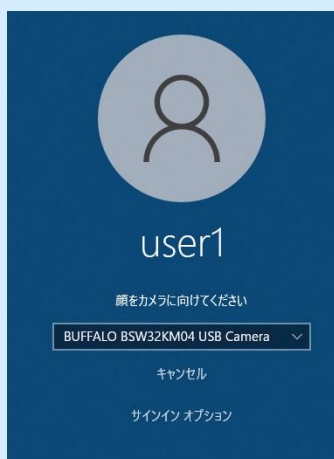 user1
顔をカメラに向けてください
BUFFALO BSW32KM04 USB Camera
キャンセル
サインイン オプション